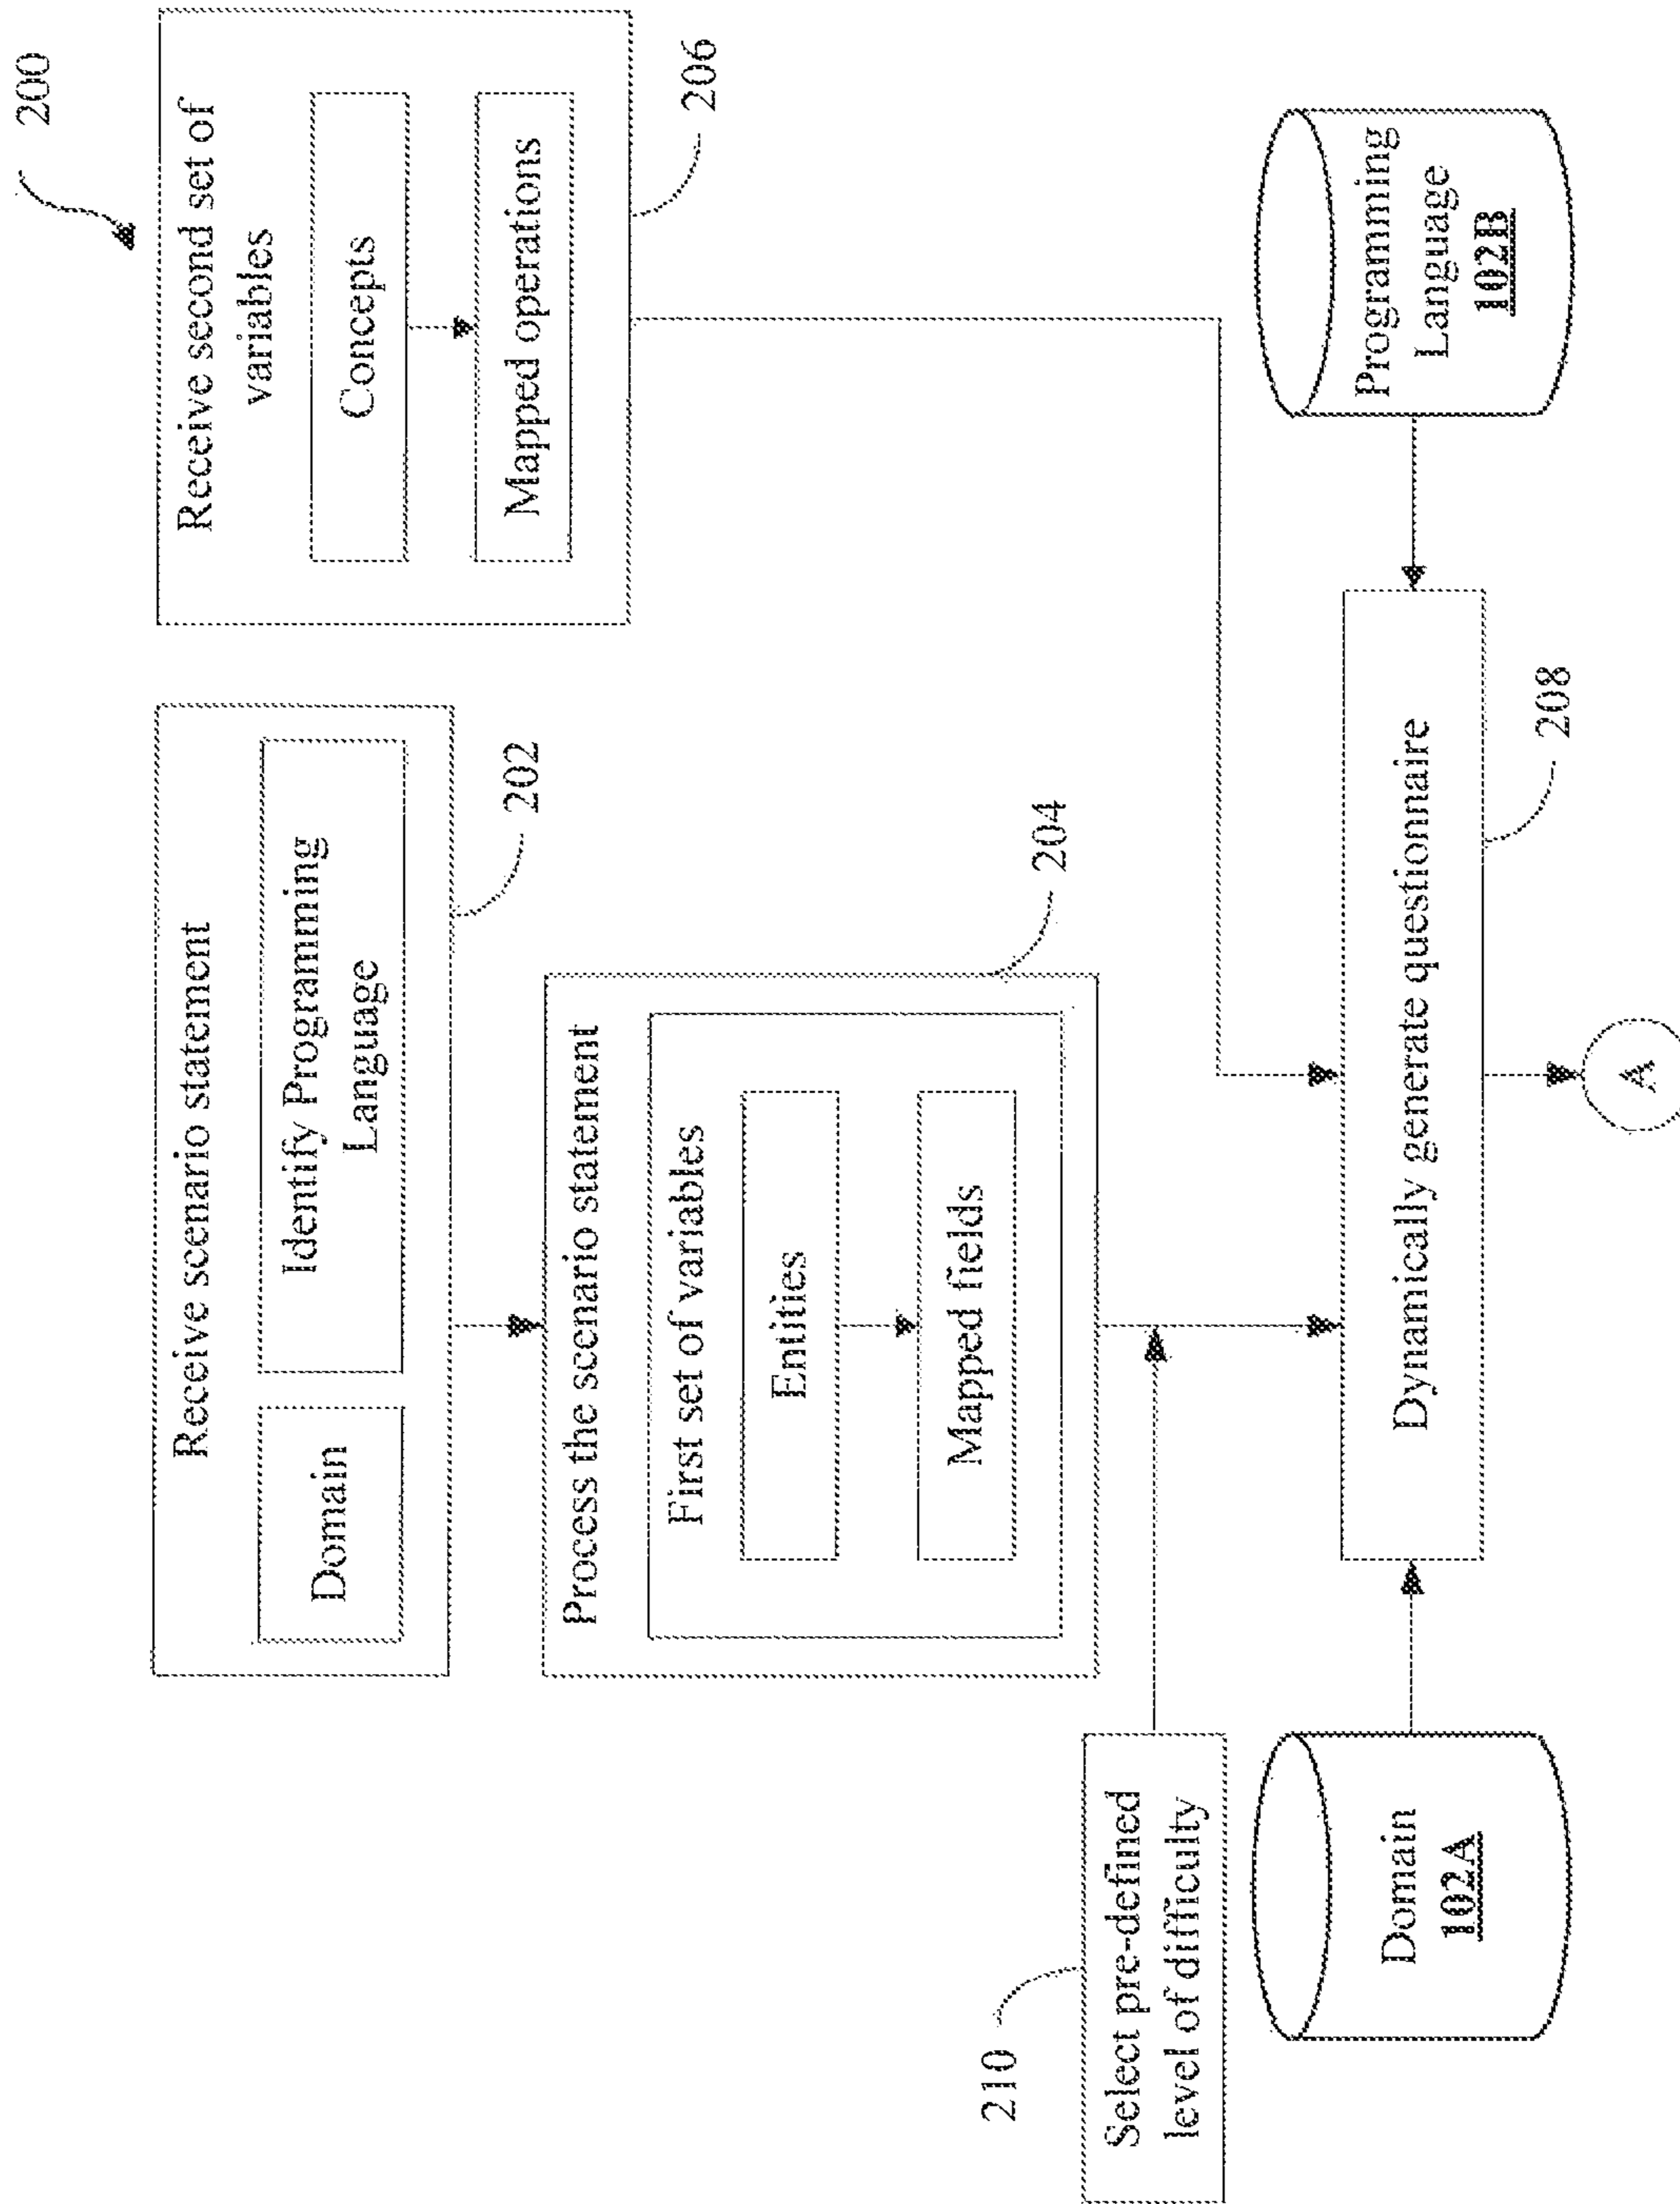 200
Receive scenario statement
Domain
Identify Programming
Language
202
Receive second set of
variables
Concepts
Mapped operations
206
Process the scenario statement
First set of variables
Entities
Mapped fields
204
210
Select pre-defined
level of difficulty
Domain
102A
Dynamically generate questionnaire
208
Programming
Language
102B
A